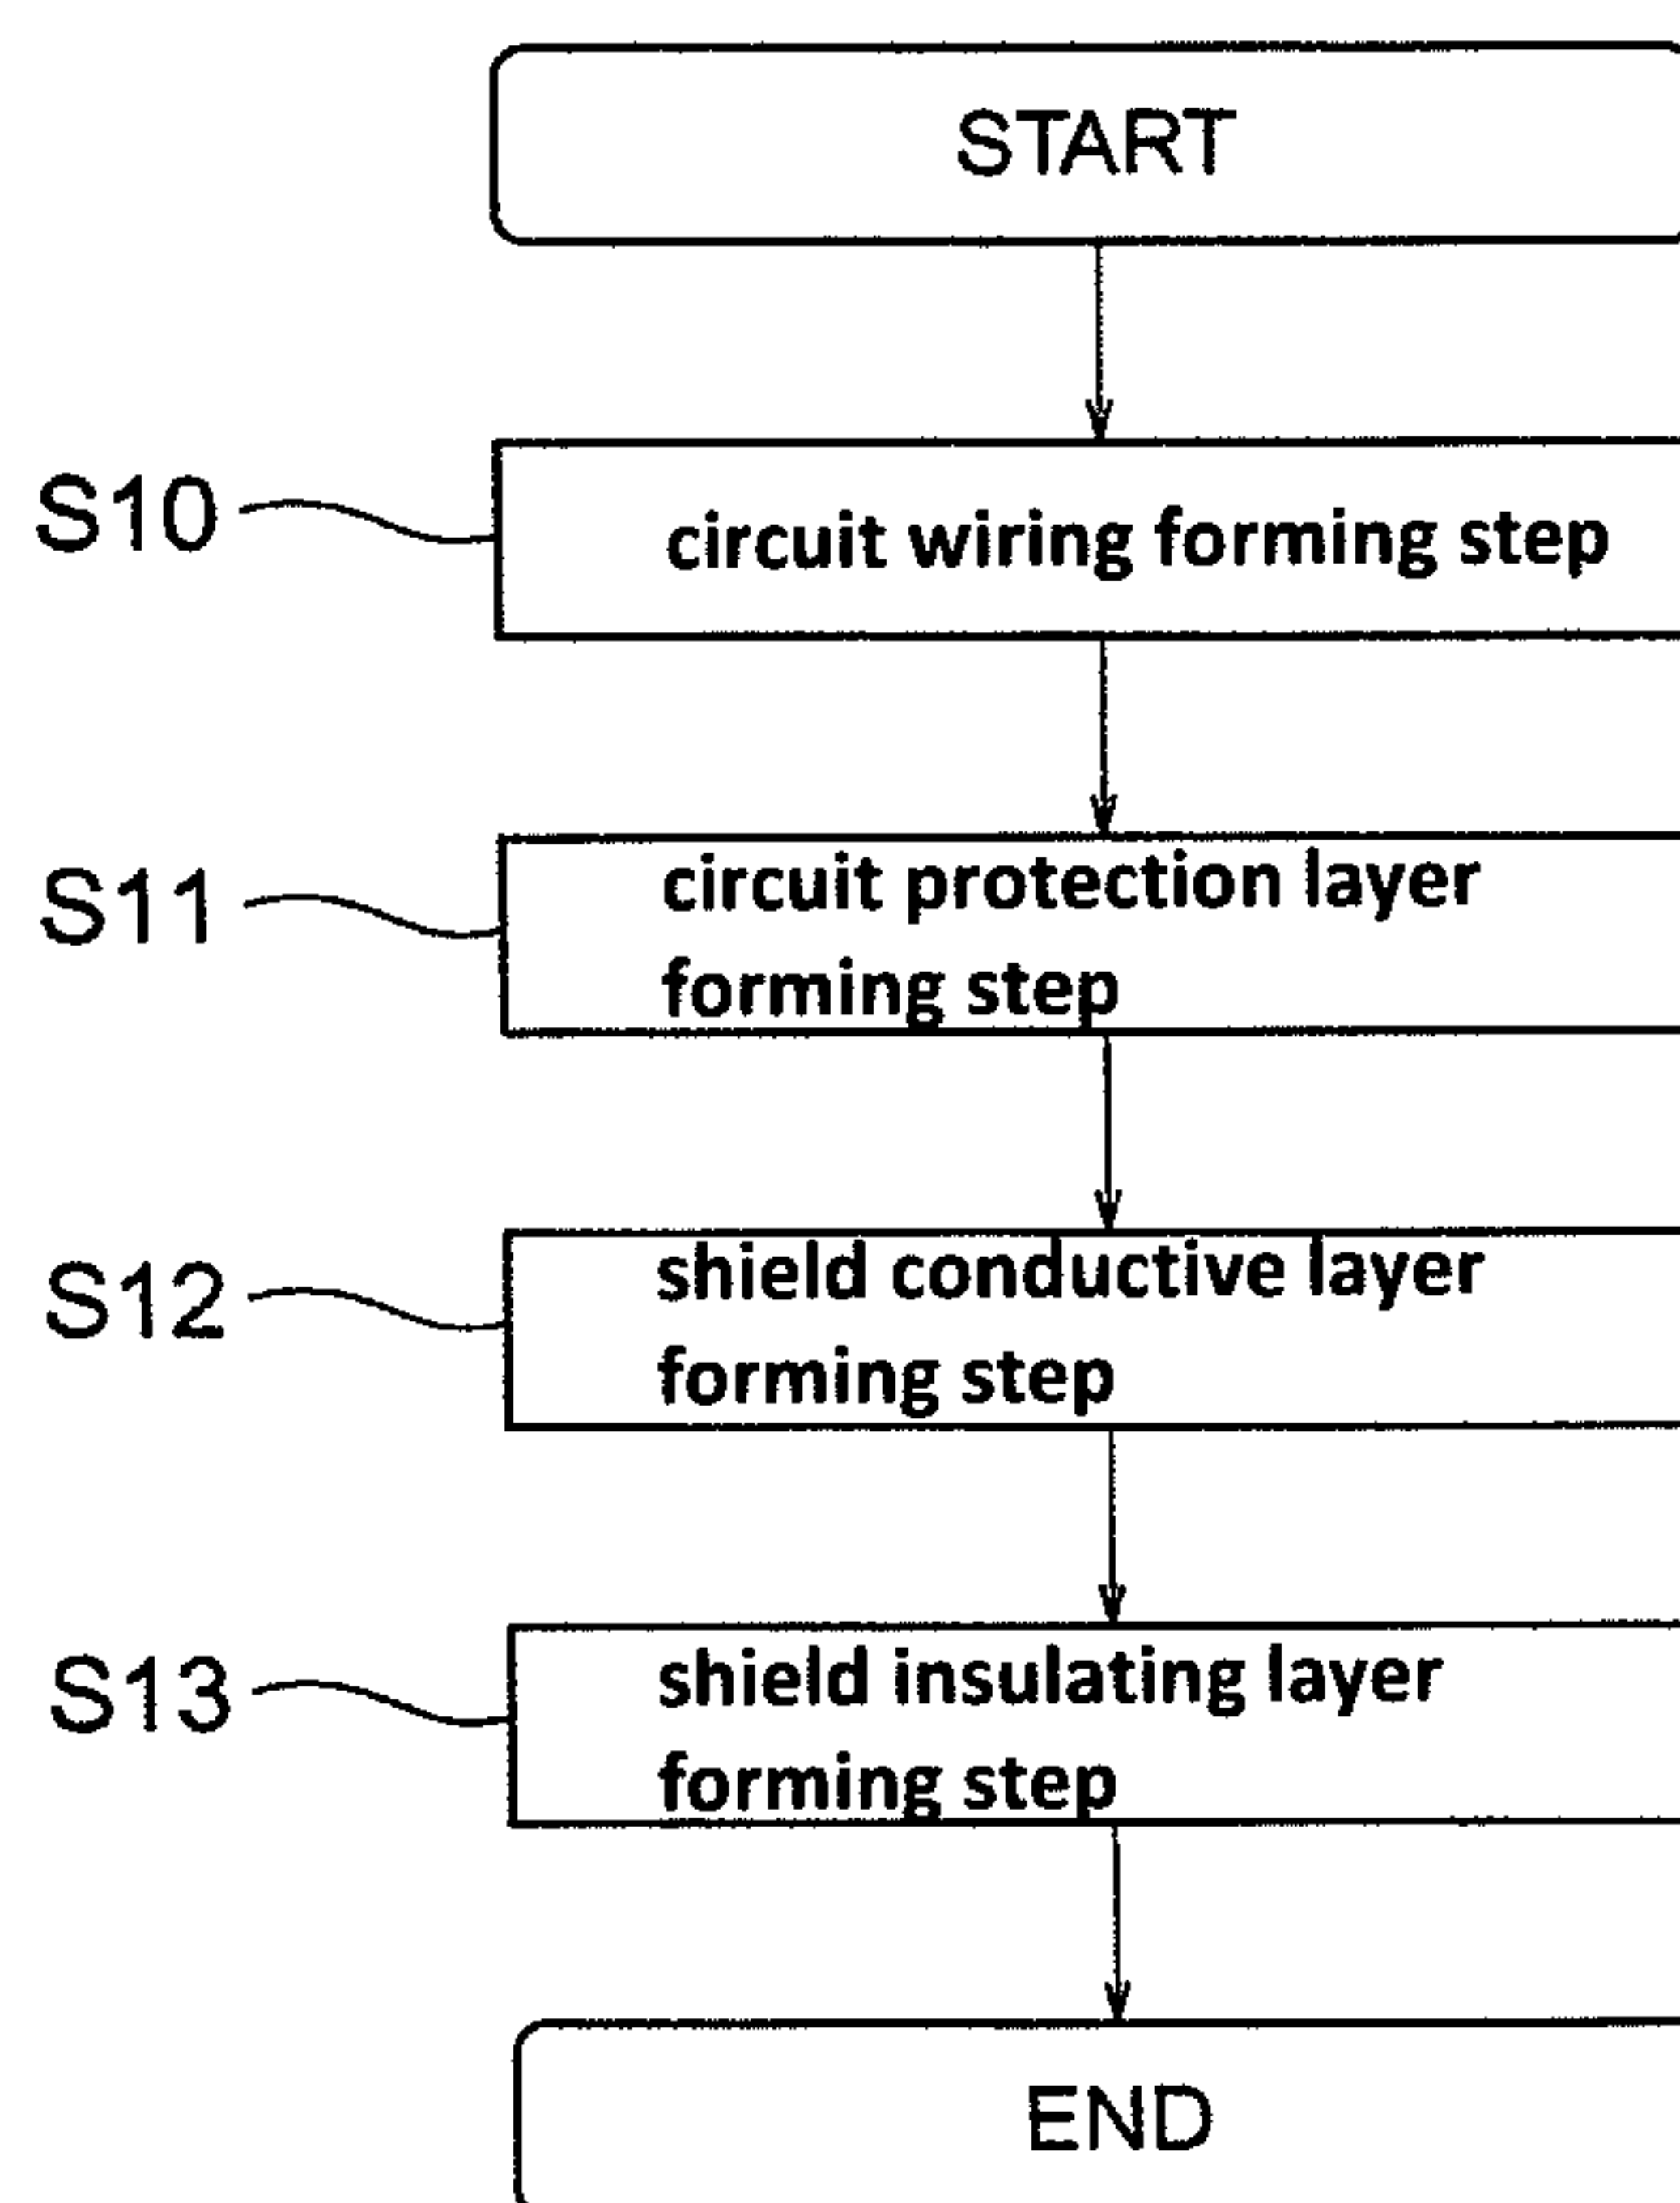 START
S10
circuit wiring forming step
S11
circuit protection layer
forming step
S12
shield conductive layer
forming step
S13
shield insulating layer
forming step
END